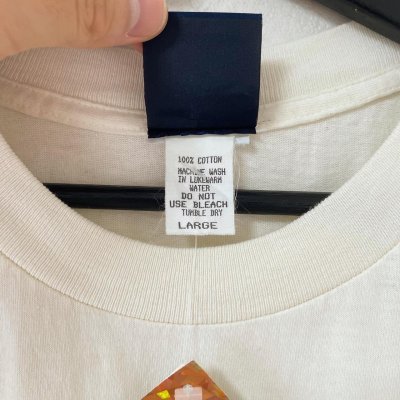 100% COTTON
MACHINE WASH
IN LUKEWARM
WATER
DO NOT
USE BLEACH
TUMBLE DRY
LARGE